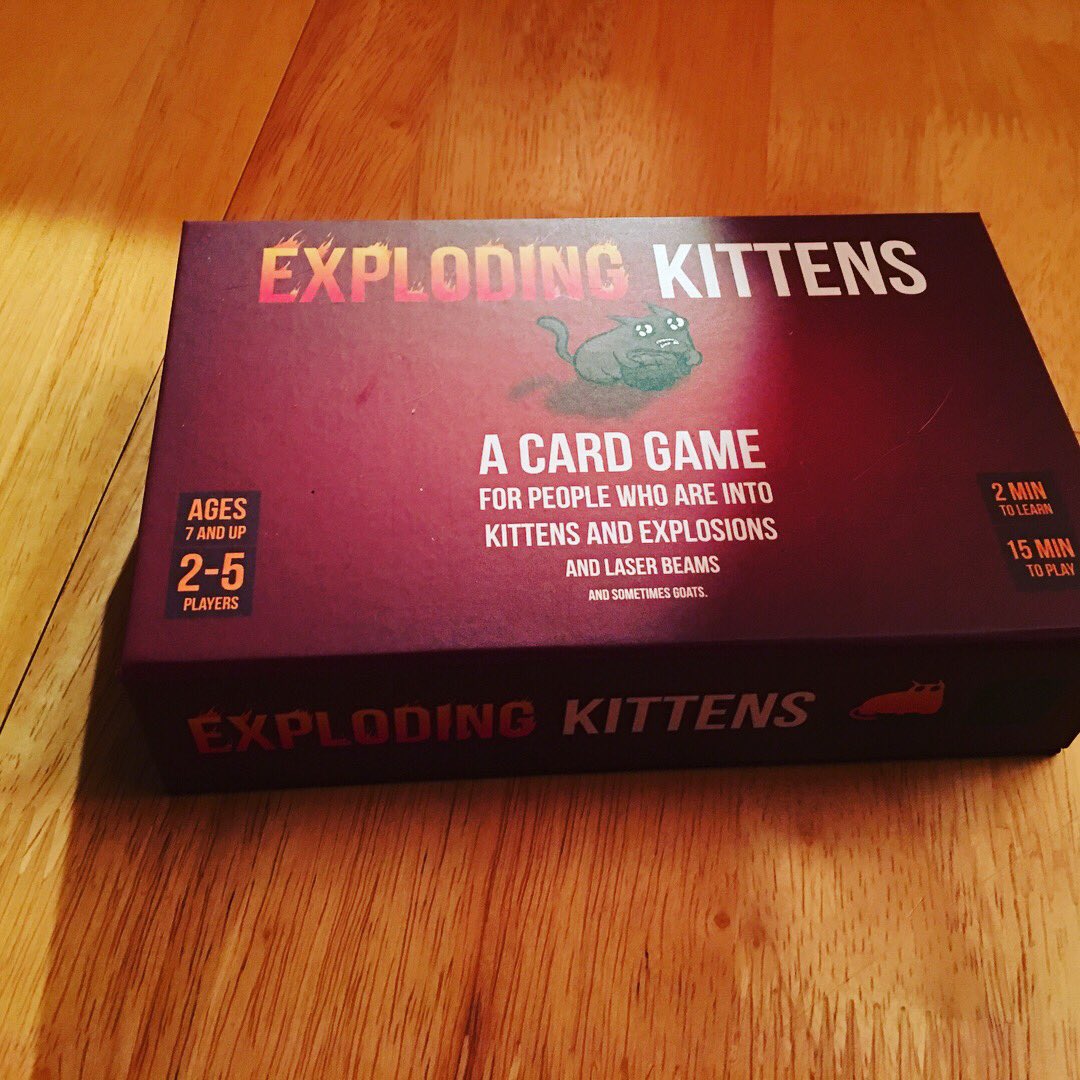 EXPLODING KITTENS
A CARD GAME
FOR PEOPLE WHO ARE INTO
KITTENS AND EXPLOSIONS
AND LASER BEAMS
AND SOMETIMES GOATS.
AGES
7 AND UP
2-5
PLAYERS
2 MIN
TO LEARN
15 MIN
TO PLAY
EXPLODING KITTENS